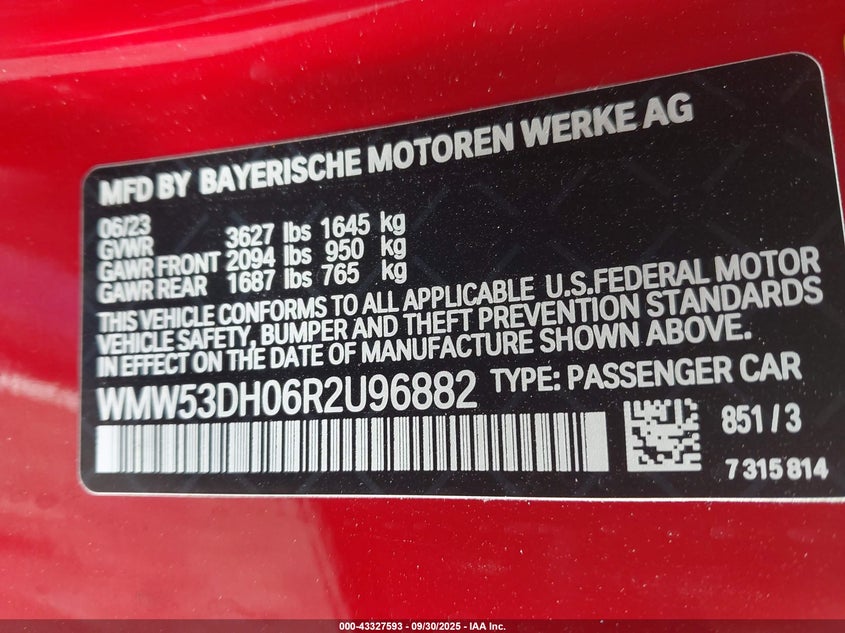 MFD BY BAYERISCHE MOTOREN WERKE AG
06/23
GVWR 3627 lbs 1645 kg
GAWR FRONT 2094 lbs 950 kg
GAWR REAR 1687 lbs 765 kg
THIS VEHICLE CONFORMS TO ALL APPLICABLE U.S.FEDERAL MOTOR
VEHICLE SAFETY, BUMPER AND THEFT PREVENTION STANDARDS
IN EFFECT ON THE DATE OF MANUFACTURE SHOWN ABOVE.
WMW53DH06R2U96882 TYPE: PASSENGER CAR
851 / 3
7315814
000-43327593 - 09/30/2025 - IAA Inc.